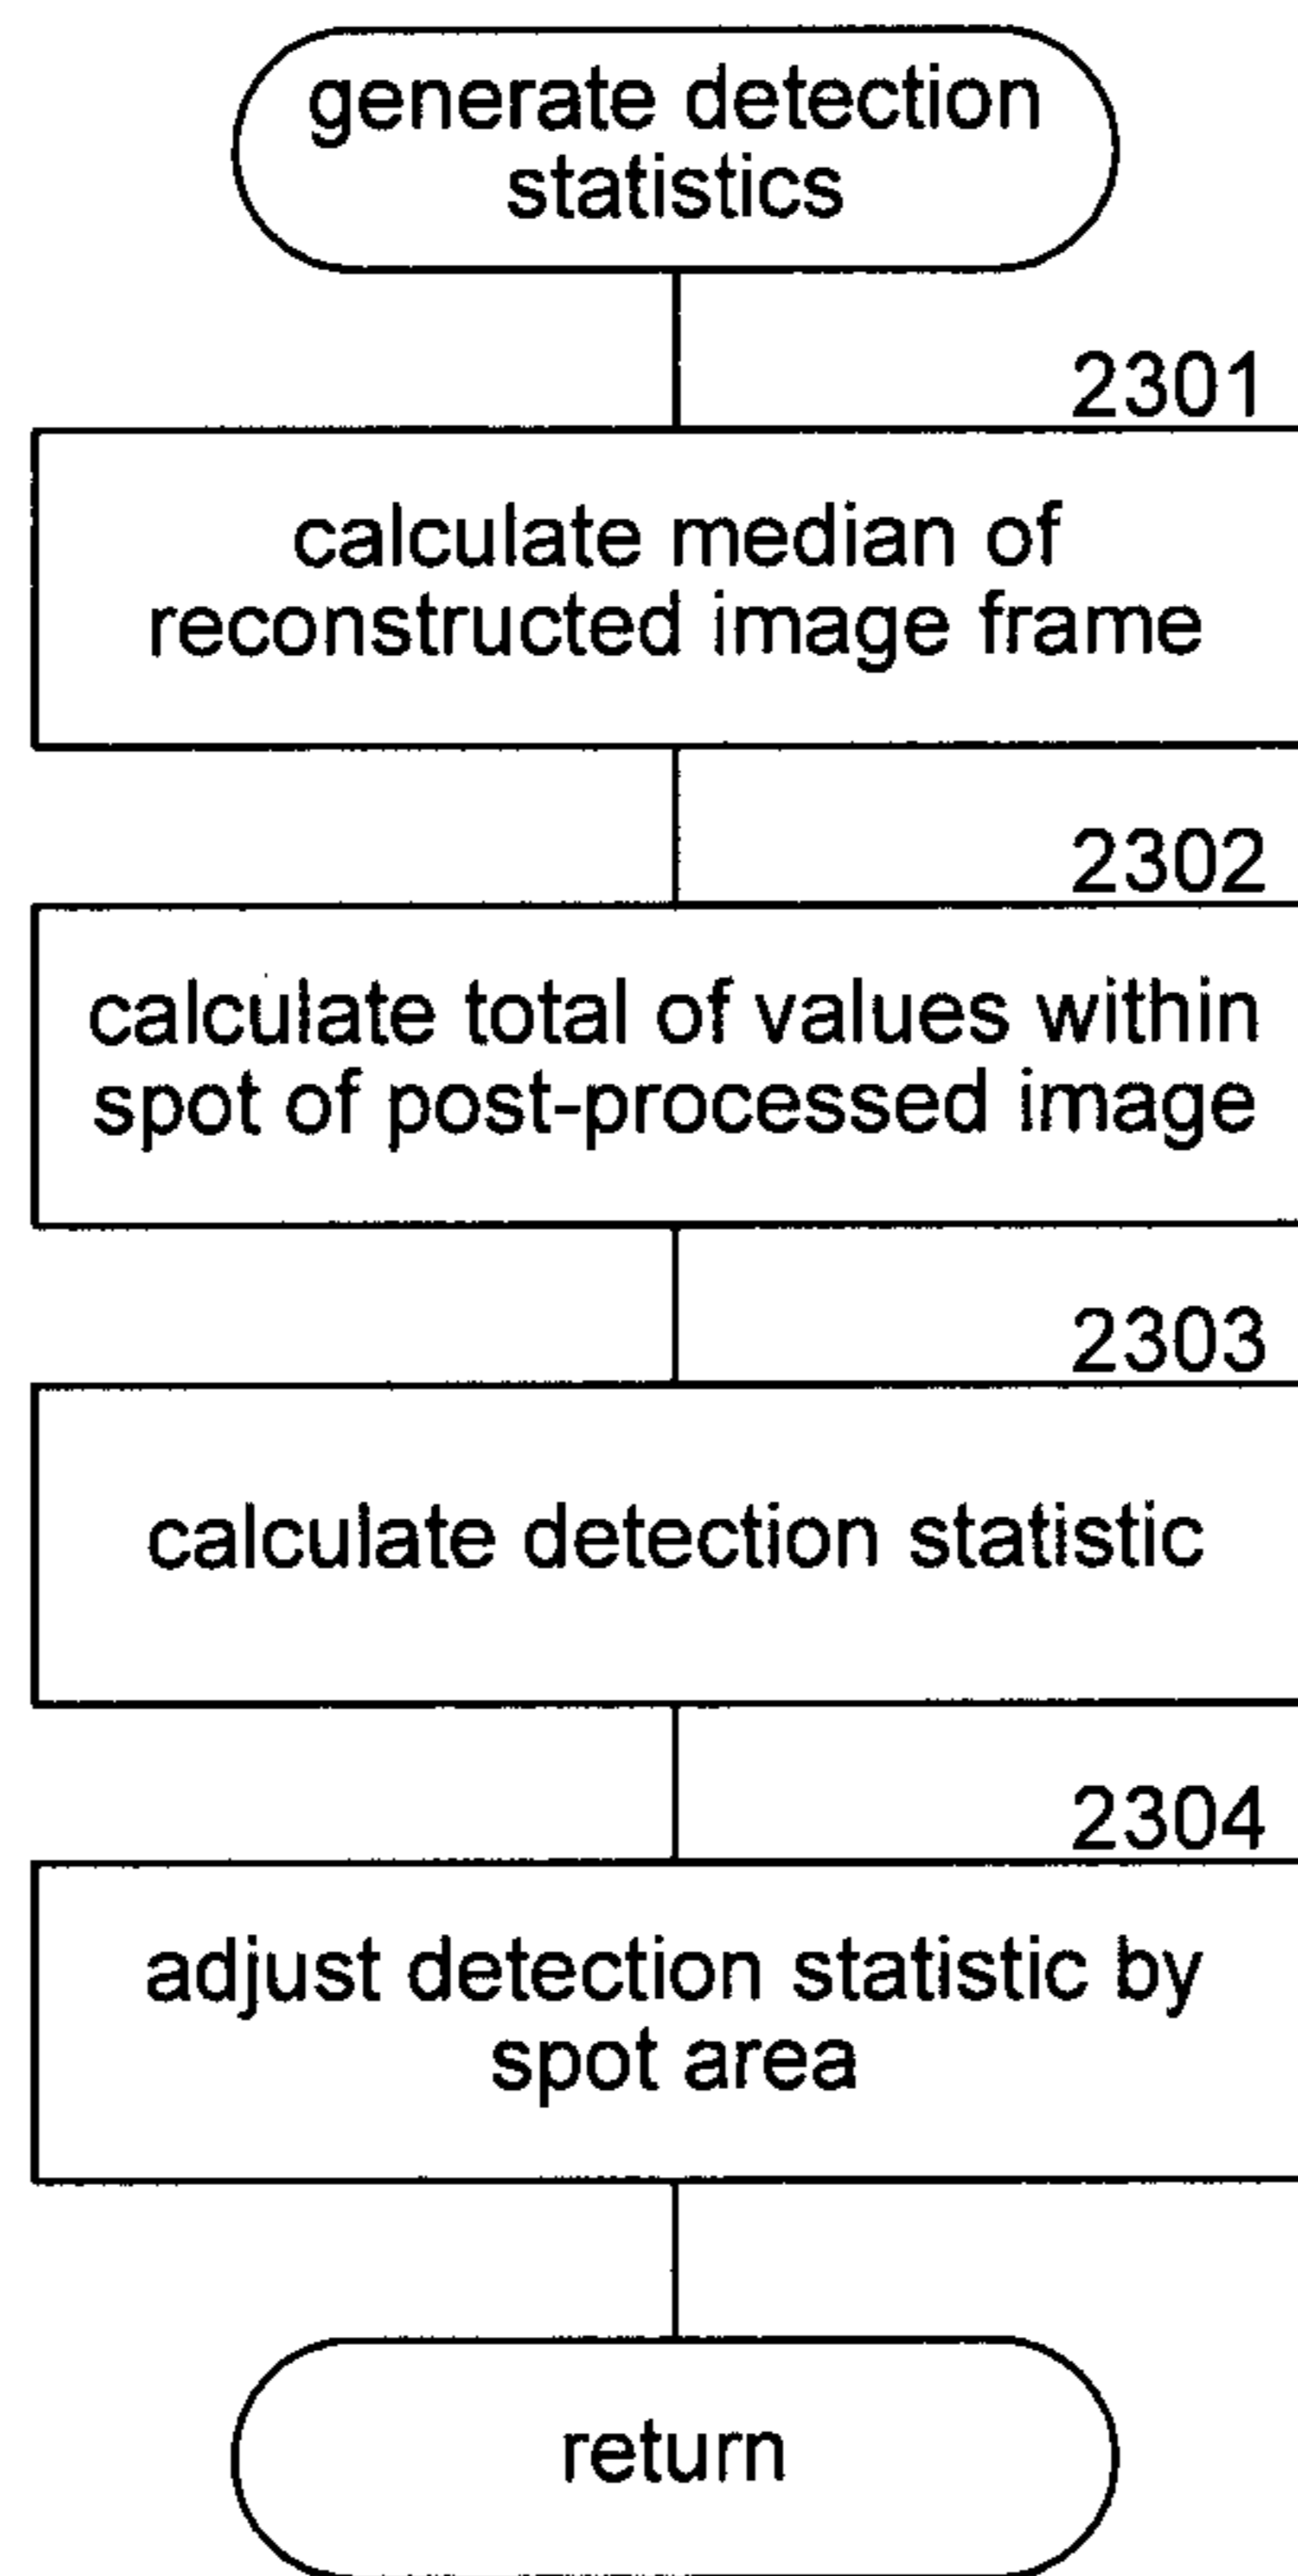 generate detection
statistics
2301
calculate median of
reconstructed image frame
2302
calculate total of values within
spot of post-processed image
2303
calculate detection statistic
2304
adjust detection statistic by
spot area
return